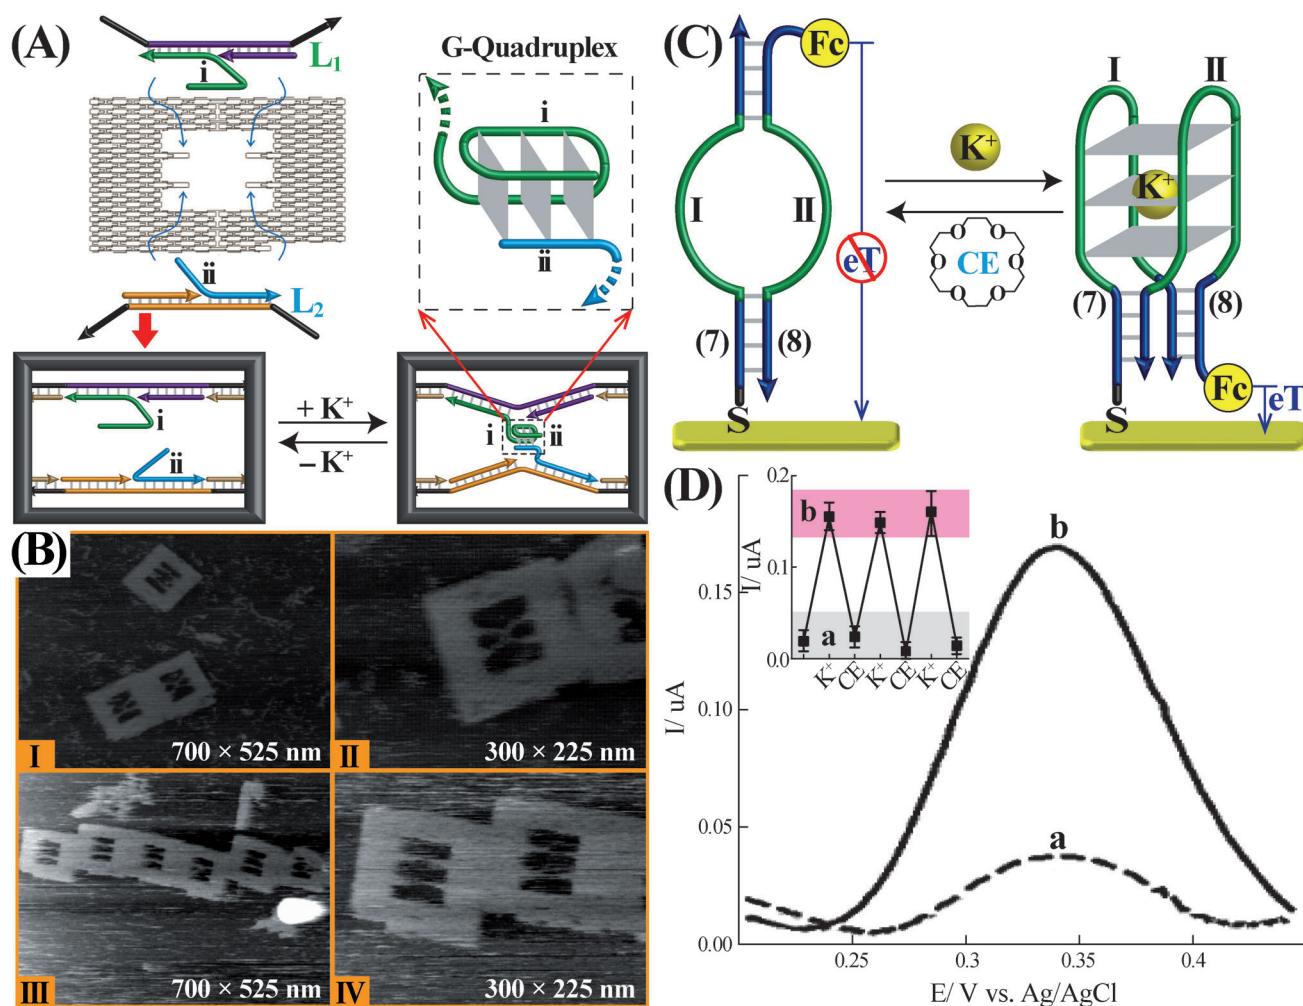 (A)
L1
i
ii
L2
G-Quadruplex
i
ii
i
ii
+ K+
− K+
i
ii
(B)
I
700 × 525 nm
II
300 × 225 nm
III
700 × 525 nm
IV
300 × 225 nm
(C)
Fc
I
II
eT
(7)
(8)
S
K+
CE
O
O
O
O
O
O
I
II
K+
(7)
(8)
Fc
eT
S
(D)
0.2
0.1
0.0
I/ uA
b
a
K+
CE
K+
CE
K+
CE
b
a
0.15
0.10
0.05
0.00
I/ uA
0.25
0.3
0.35
0.4
E/ V vs. Ag/AgCl